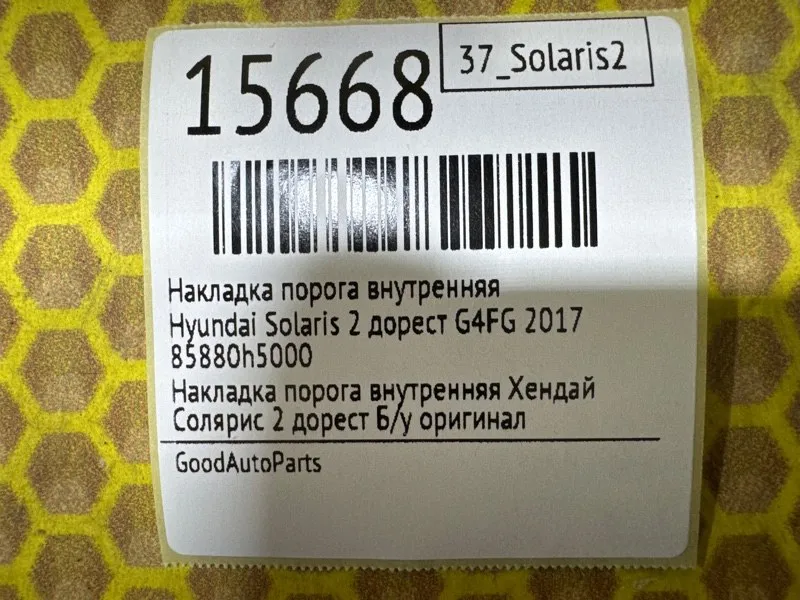 15668
37_Solaris2
Накладка порога внутренняя
Hyundai Solaris 2 дорест G4FG 2017
85880h5000
Накладка порога внутренняя Хендай
Солярис 2 дорест Б/у оригинал
GoodAutoParts